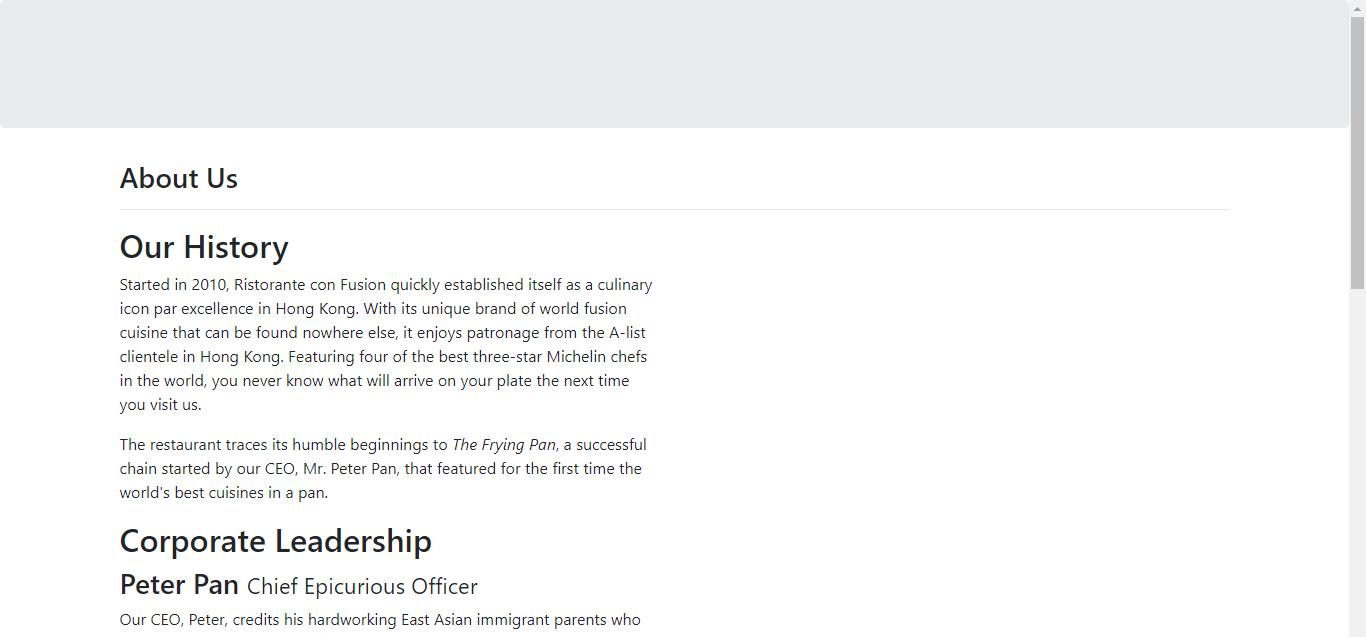 About Us
Our History
Started in 2010, Ristorante con Fusion quickly established itself as a culinary
icon par excellence in Hong Kong. With its unique brand of world fusion
cuisine that can be found nowhere else, it enjoys patronage from the A-list
clientele in Hong Kong. Featuring four of the best three-star Michelin chefs
in the world, you never know what will arrive on your plate the next time
you visit us.
The restaurant traces its humble beginnings to The Frying Pan, a successful
chain started by our CEO, Mr. Peter Pan, that featured for the first time the
world's best cuisines in a pan.
Corporate Leadership
Peter Pan Chief Epicurious Officer
Our CEO, Peter, credits his hardworking East Asian immigrant parents who